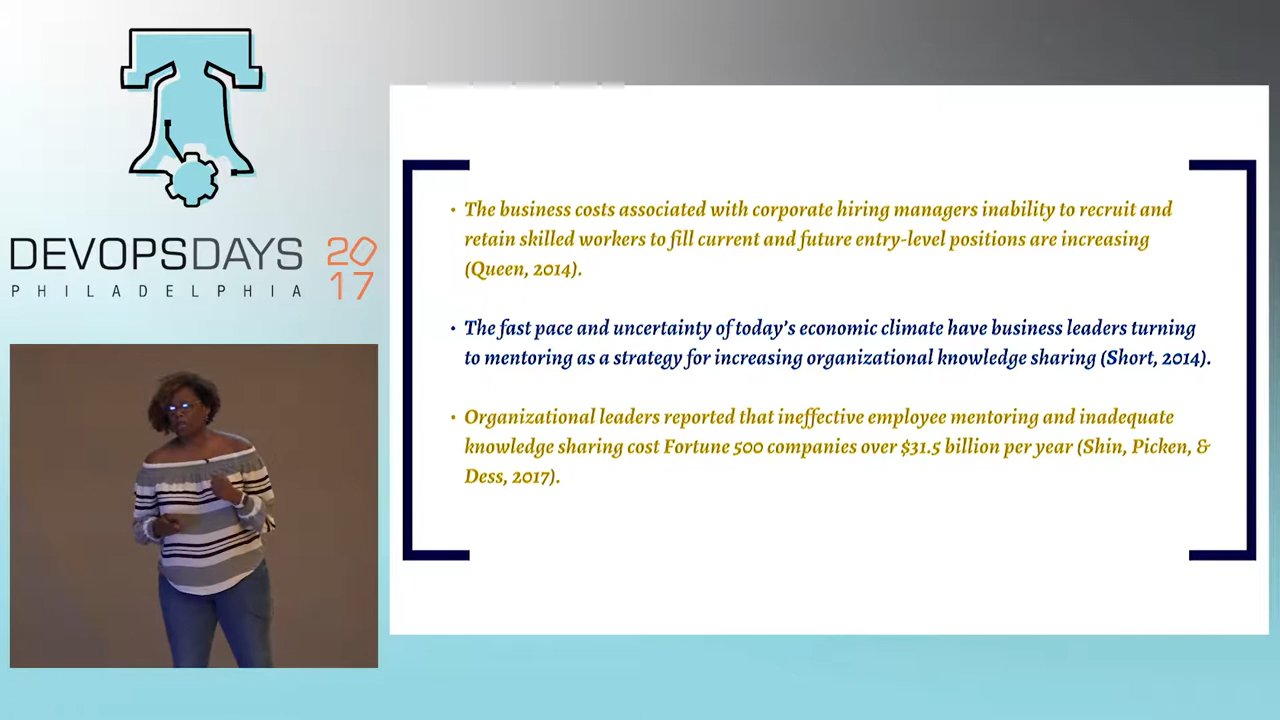 DEVOPSDAYS 2017
PHILADELPHIA
• The business costs associated with corporate hiring managers inability to recruit and
retain skilled workers to fill current and future entry-level positions are increasing
(Queen, 2014).
• The fast pace and uncertainty of today's economic climate have business leaders turning
to mentoring as a strategy for increasing organizational knowledge sharing (Short, 2014).
• Organizational leaders reported that ineffective employee mentoring and inadequate
knowledge sharing cost Fortune 500 companies over $31.5 billion per year (Shin, Picken, &
Dess, 2017).